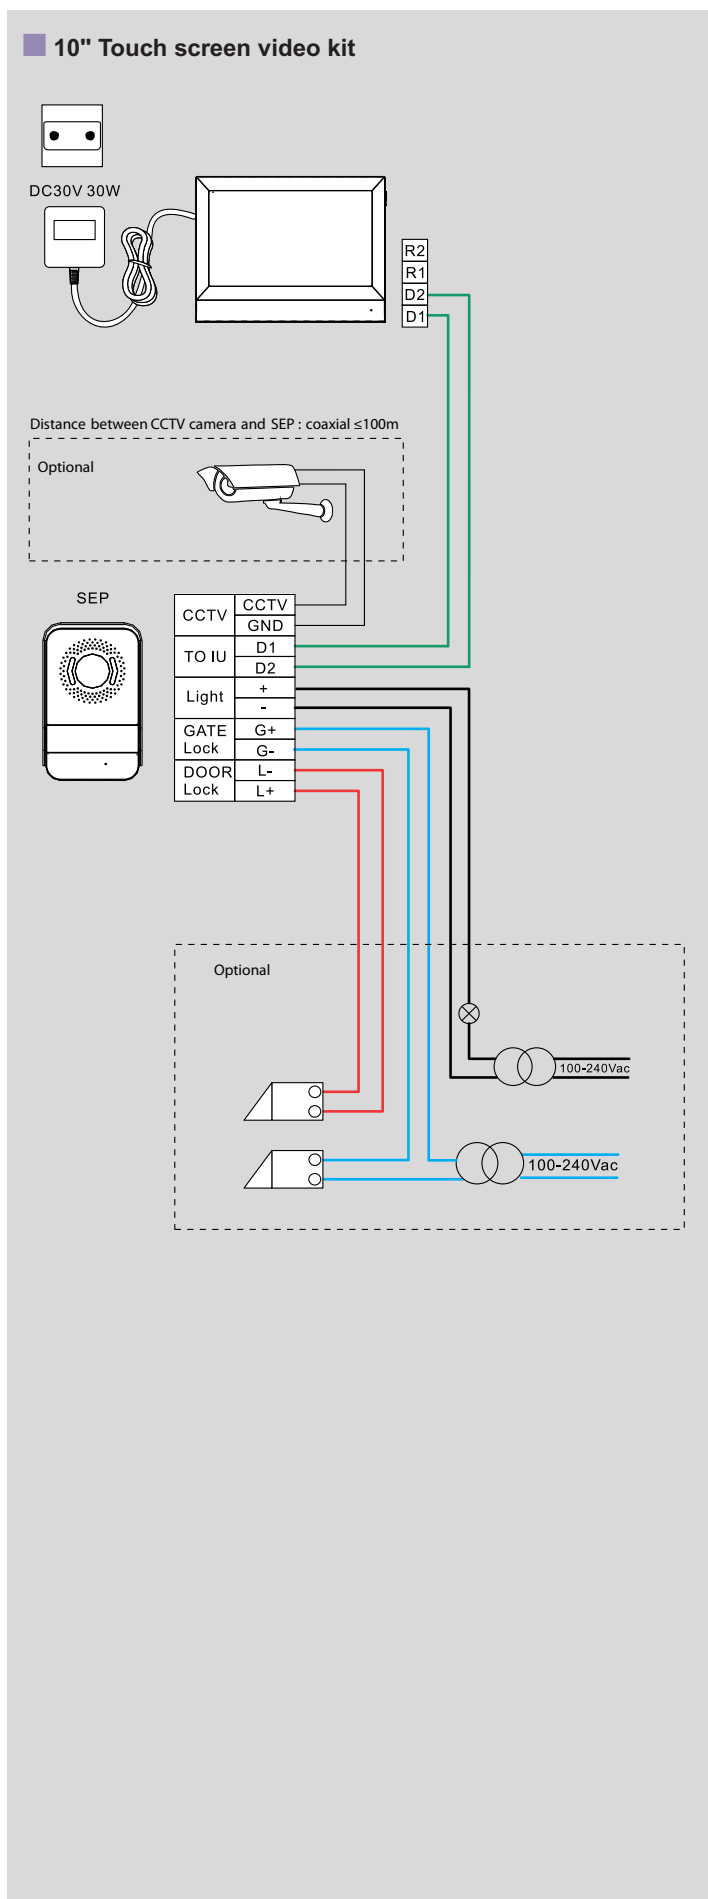 10" Touch screen video kit
DC30V 30W
R2
R1
D2
D1
Distance between CCTV camera and SEP : coaxial ≤100m
Optional
SEP
CCTV
CCTV
GND
TO IU
D1
D2
Light
+
-
GATE
Lock
G+
G-
DOOR
Lock
L-
L+
Optional
100-240Vac
100-240Vac